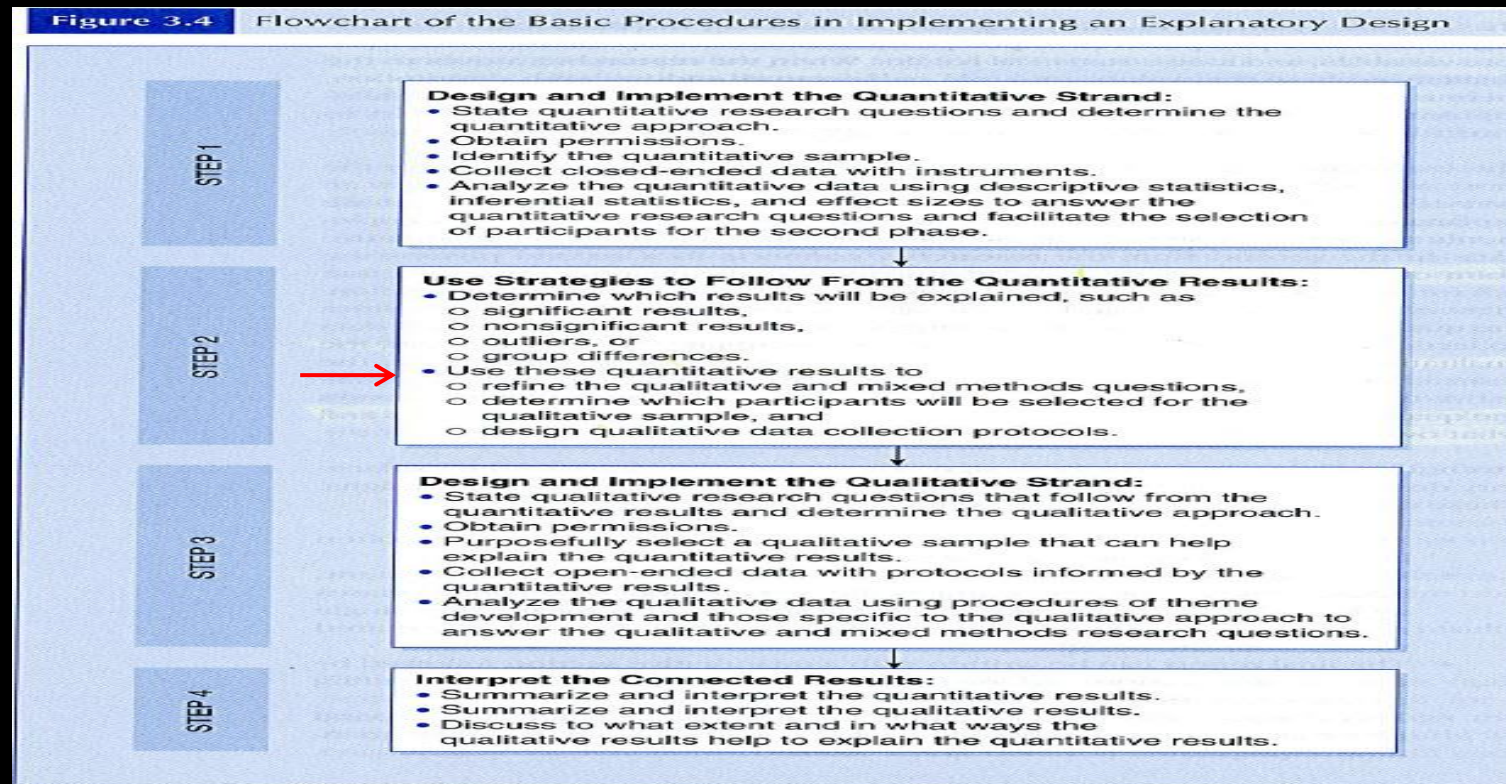 Figure 3.4 Flowchart of the Basic Procedures in Implementing an Explanatory Design
STEP 1
Design and Implement the Quantitative Strand:
• State quantitative research questions and determine the
quantitative approach.
• Obtain permissions.
• Identify the quantitative sample.
• Collect closed-ended data with instruments.
• Analyze the quantitative data using descriptive statistics,
inferential statistics, and effect sizes to answer the
quantitative research questions and facilitate the selection
of participants for the second phase.
STEP 2
Use Strategies to Follow From the Quantitative Results:
• Determine which results will be explained, such as
○ significant results,
○ nonsignificant results,
○ outliers, or
○ group differences.
• Use these quantitative results to
○ refine the qualitative and mixed methods questions,
○ determine which participants will be selected for the
qualitative sample, and
○ design qualitative data collection protocols.
STEP 3
Design and Implement the Qualitative Strand:
• State qualitative research questions that follow from the
quantitative results and determine the qualitative approach.
• Obtain permissions.
• Purposefully select a qualitative sample that can help
explain the quantitative results.
• Collect open-ended data with protocols informed by the
quantitative results.
• Analyze the qualitative data using procedures of theme
development and those specific to the qualitative approach to
answer the qualitative and mixed methods research questions.
STEP 4
Interpret the Connected Results:
• Summarize and interpret the quantitative results.
• Summarize and interpret the qualitative results.
• Discuss to what extent and in what ways the
qualitative results help to explain the quantitative results.